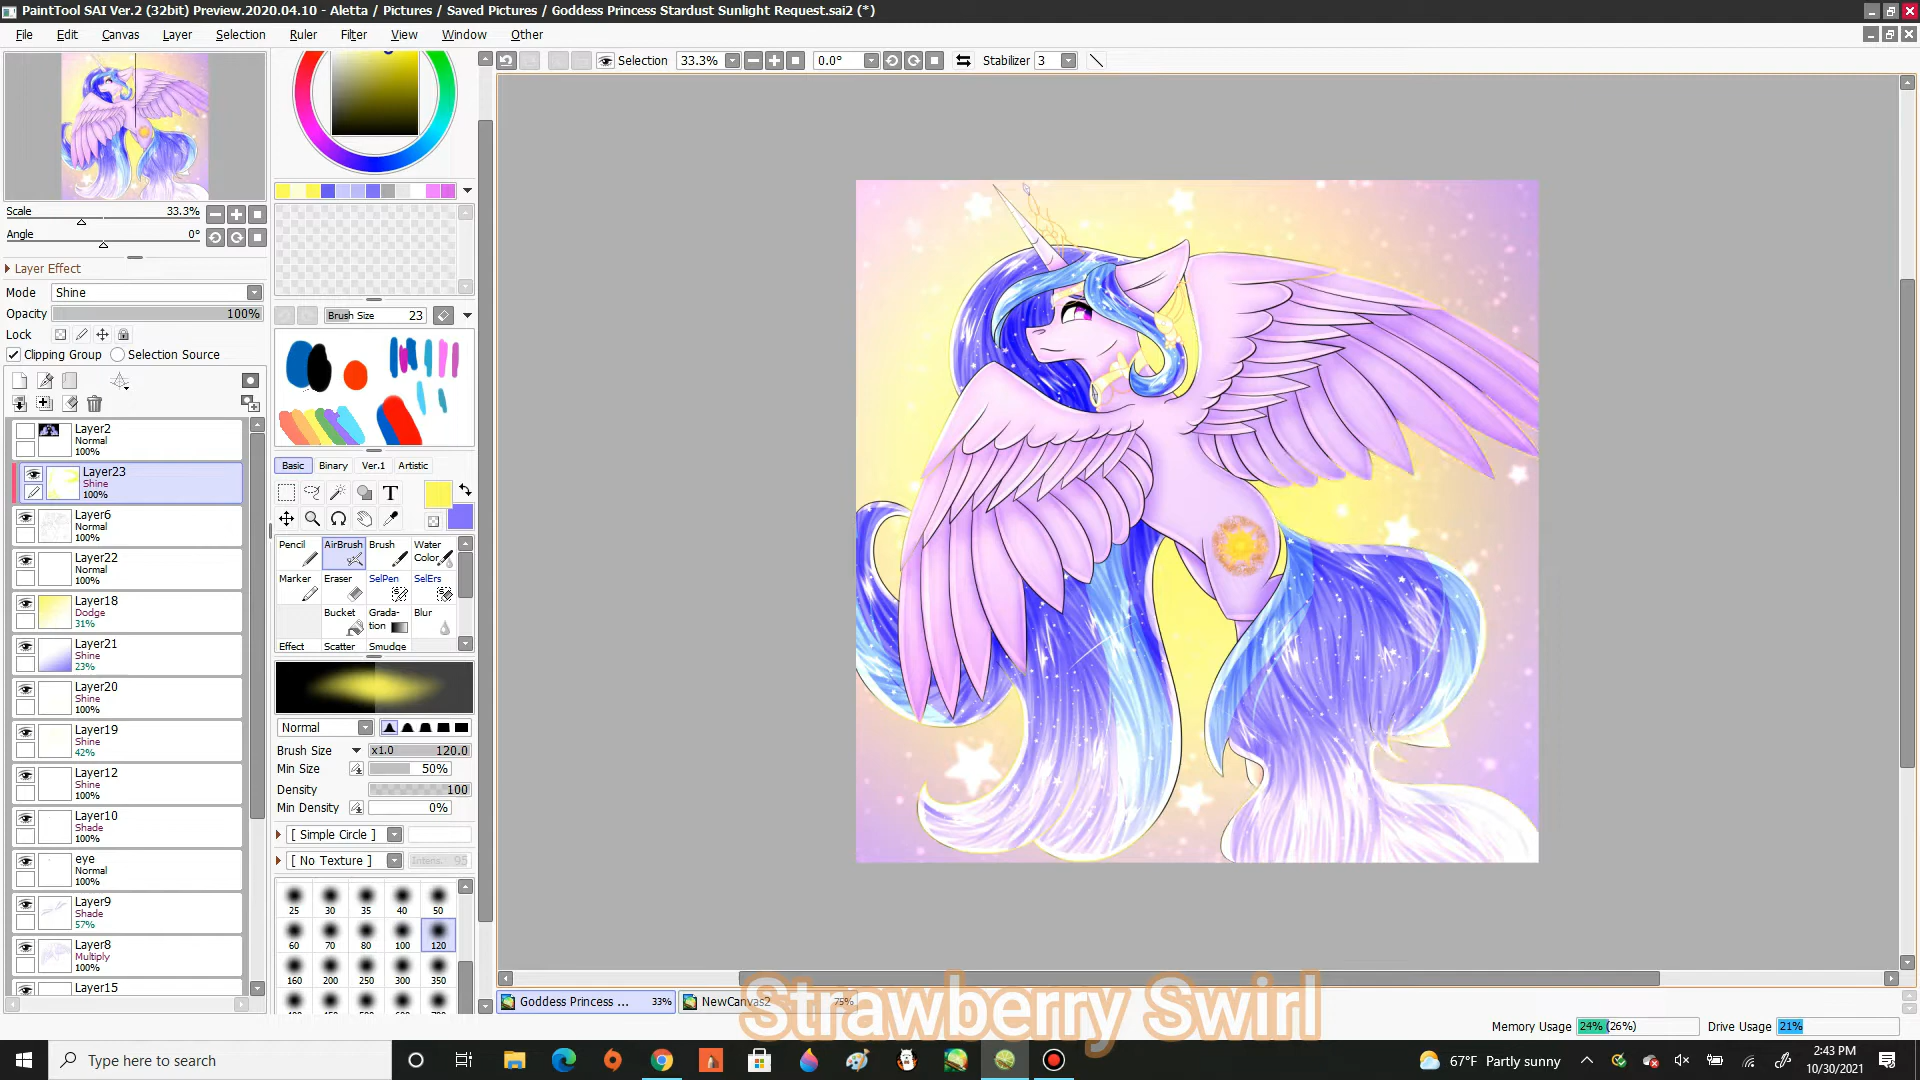 PaintTool SAI Ver.2 (32bit) Preview.2020.04.10 - Aletta / Pictures / Saved Pictures / Goddess Princess Stardust Sunlight Request.sai2 (*)
File Edit Canvas Layer Selection Ruler Filter View Window Other
Selection 33.3% 0.0° Stabilizer 3
Scale 33.3%
Angle 0°
Layer Effect
Mode Shine
Opacity 100%
Lock
Clipping Group Selection Source
Layer2
Normal
100%
Layer23
Shine
100%
Layer6
Normal
100%
Layer22
Normal
100%
Layer18
Dodge
31%
Layer21
Shine
23%
Layer20
Shine
100%
Layer19
Shine
42%
Layer12
Shine
100%
Layer10
Shade
100%
eye
Normal
100%
Layer9
Shade
57%
Layer8
Multiply
100%
Layer15
Brush Size 23
Basic Binary Ver.1 Artistic
T
Pencil AirBrush Brush Water Color
Marker Eraser SelPen SelErs
Bucket Grada-tion Blur
Effect Scatter Smudge
Normal
Brush Size x1.0 120.0
Min Size 50%
Density 100
Min Density 0%
[ Simple Circle ]
[ No Texture ] Intens. 95
25 30 35 40 50
60 70 80 100 120
160 200 250 300 350
Goddess Princess ... 33% NewCanvas2 75%
Strawberry Swirl
Memory Usage 24% (26%) Drive Usage 21%
Type here to search
67°F Partly sunny
2:43 PM
10/30/2021